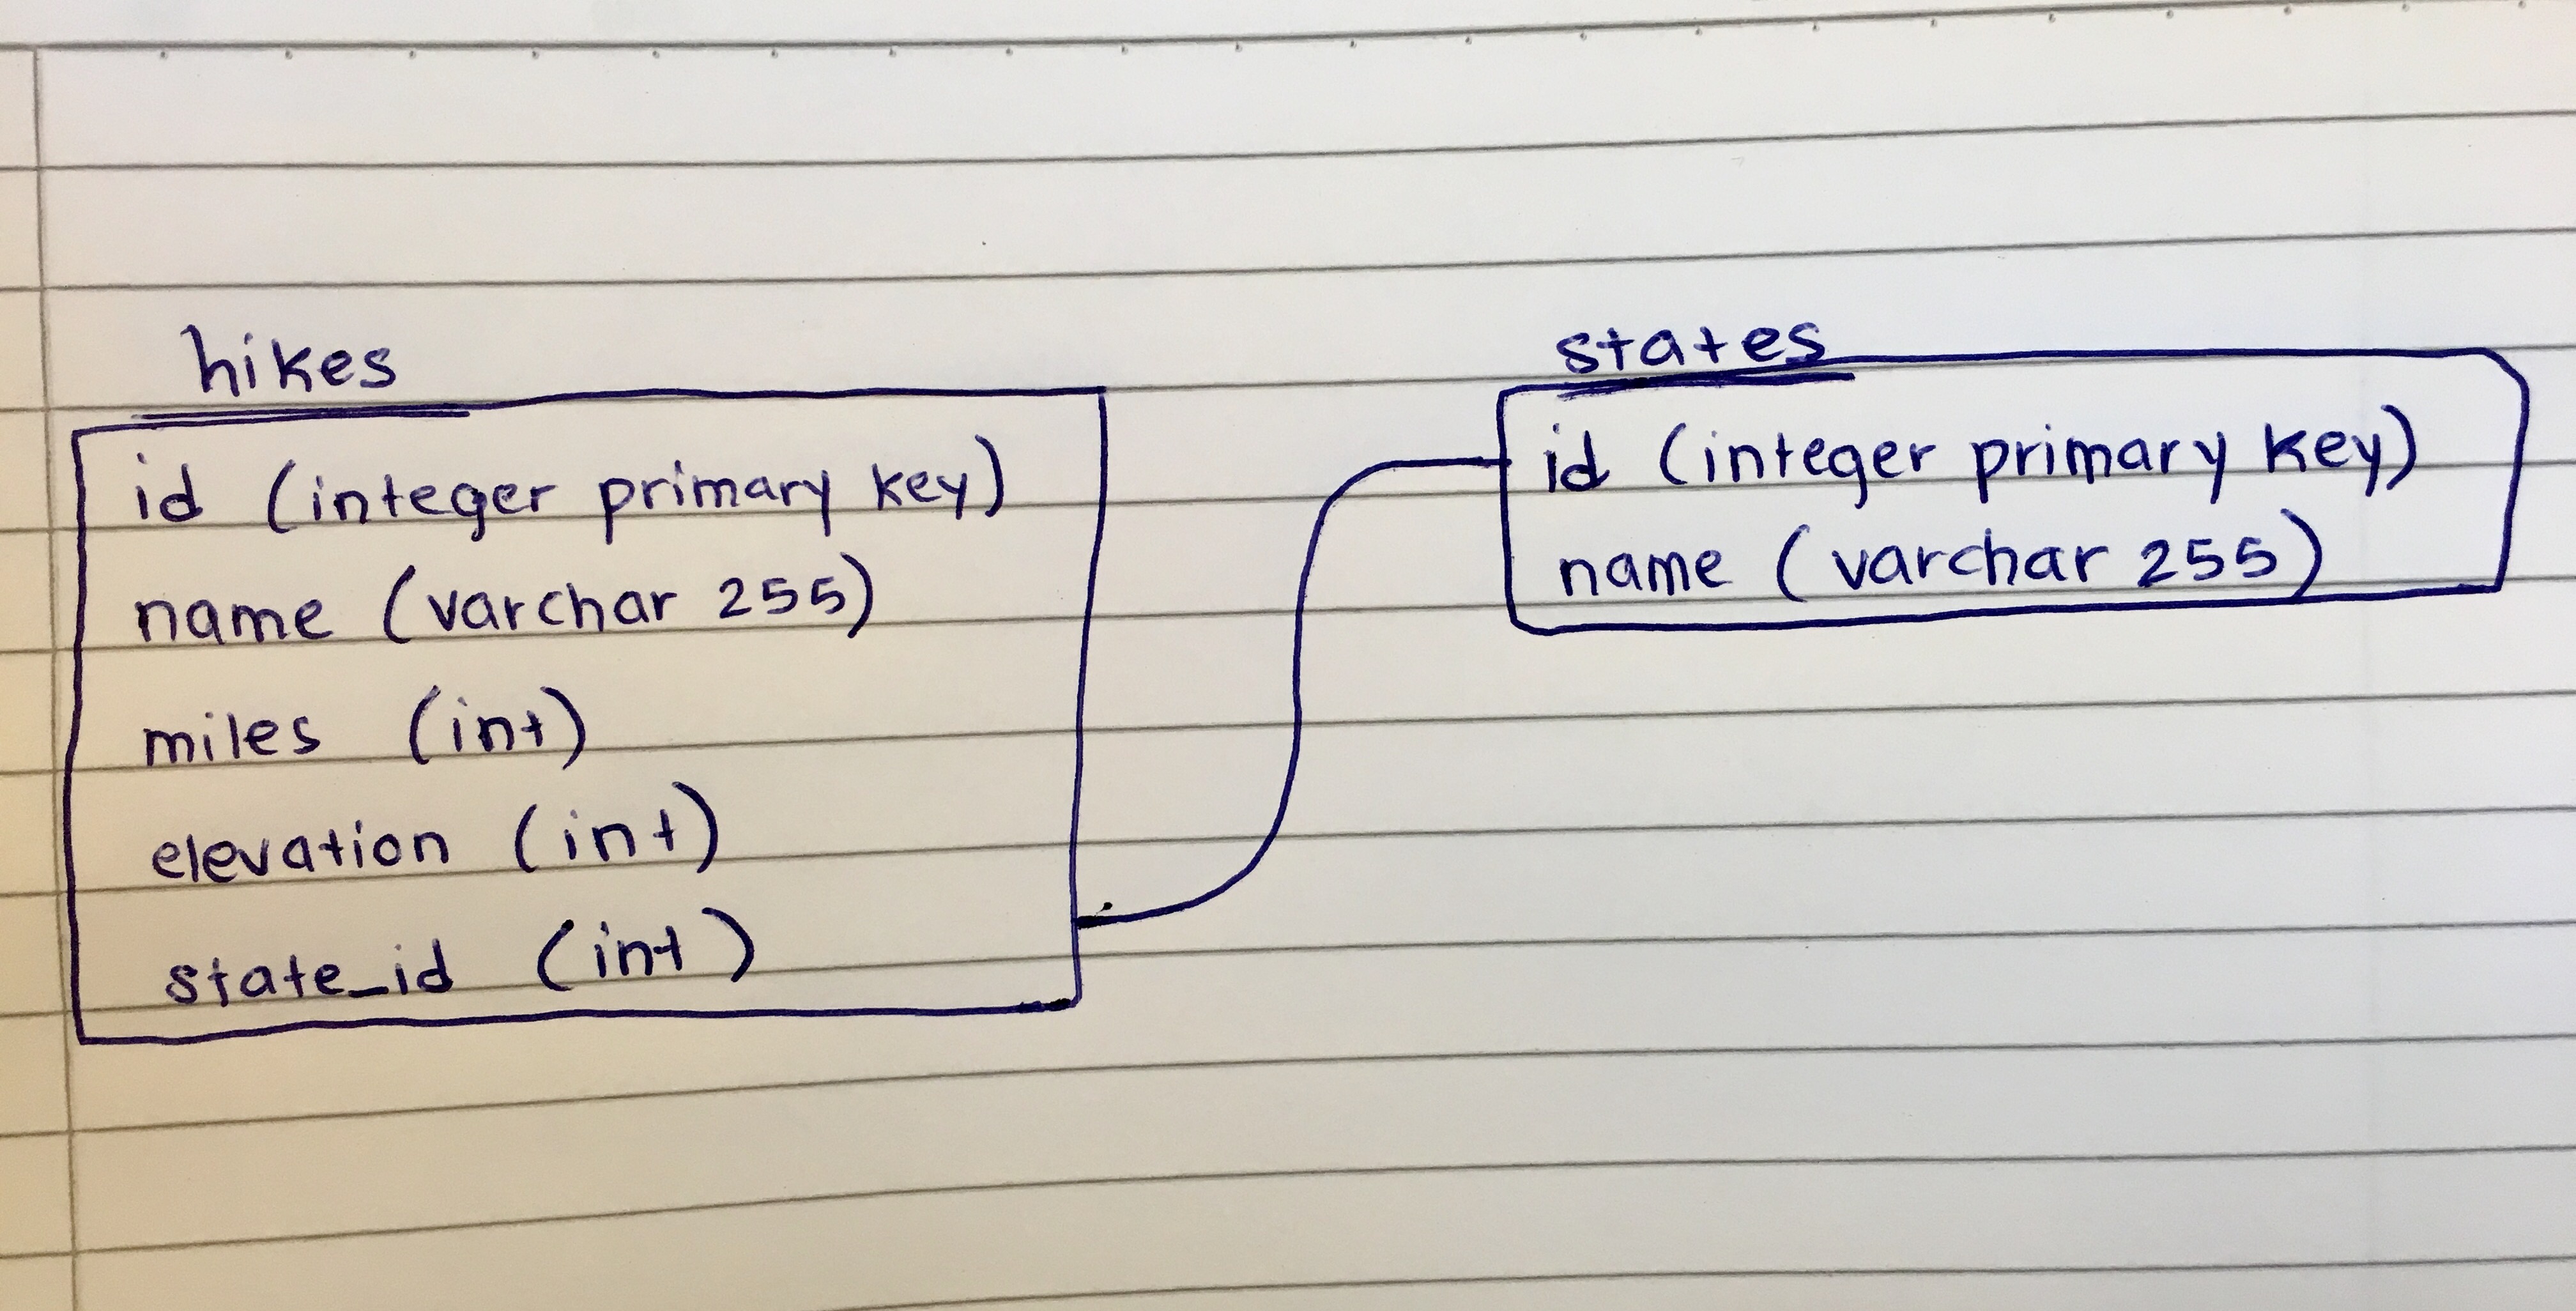 hikes
id (integer primary key)
name (varchar 255)
miles (int)
elevation (int)
state_id (int)
states
id (integer primary key)
name (varchar 255)